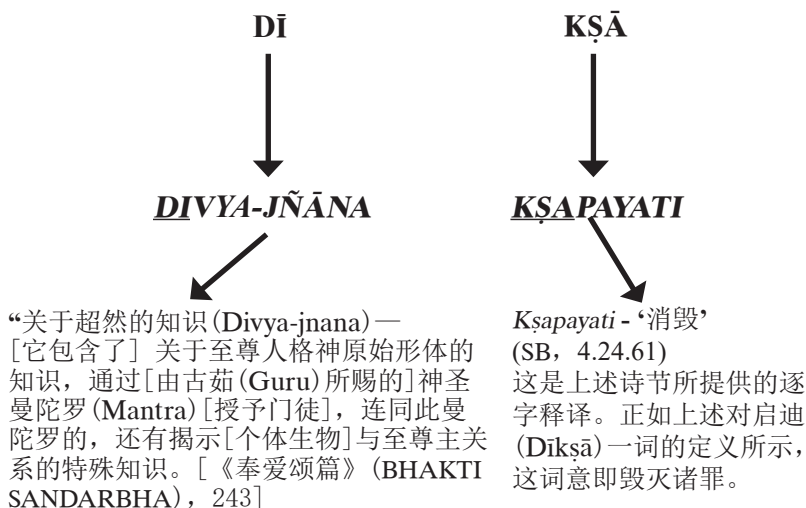 DĪ
KṢĀ
DIVYA-JÑĀNA
KṢAPAYATI
“关于超然的知识(Divya-jnana)—
[它包含了] 关于至尊人格神原始形体的
知识，通过[由古茹(Guru)所赐的]神圣
曼陀罗(Mantra)[授予门徒]，连同此曼
陀罗的，还有揭示[个体生物]与至尊主关
系的特殊知识。[《奉爱颂篇》(BHAKTI
SANDARBHA)，243]
Kṣapayati - ‘消毁’
(SB，4.24.61)
这是上述诗节所提供的逐
字释译。正如上述对启迪
(Dīkṣā)一词的定义所示，
这词意即毁灭诸罪。